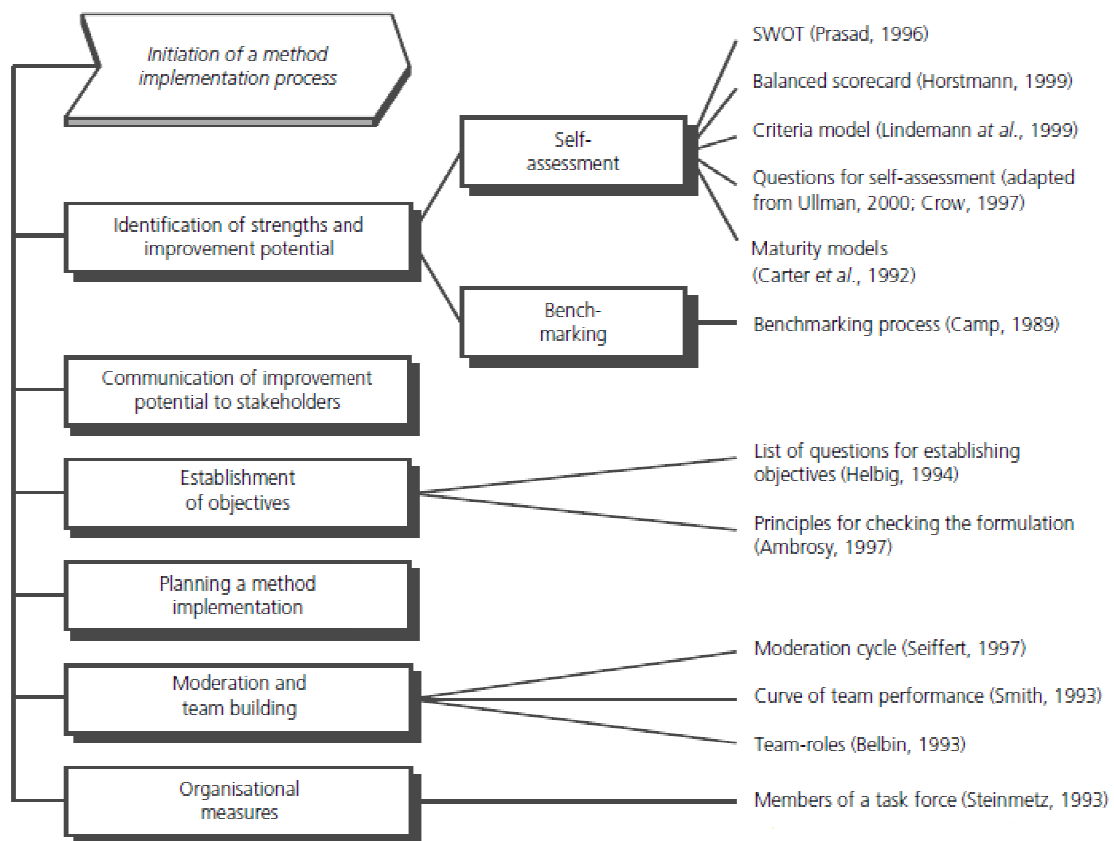 Initiation of a method
implementation process
SWOT (Prasad, 1996)
Balanced scorecard (Horstmann, 1999)
Self-
assessment
Criteria model (Lindemann at al., 1999)
Questions for self-assessment (adapted
from Ullman, 2000; Crow, 1997)
Identification of strengths and
improvement potential
Maturity models
(Carter et al., 1992)
Bench-
marking
Benchmarking process (Camp, 1989)
Communication of improvement
potential to stakeholders
Establishment
of objectives
List of questions for establishing
objectives (Helbig, 1994)
Principles for checking the formulation
(Ambrosy, 1997)
Planning a method
implementation
Moderation and
team building
Moderation cycle (Seiffert, 1997)
Curve of team performance (Smith, 1993)
Team-roles (Belbin, 1993)
Organisational
measures
Members of a task force (Steinmetz, 1993)